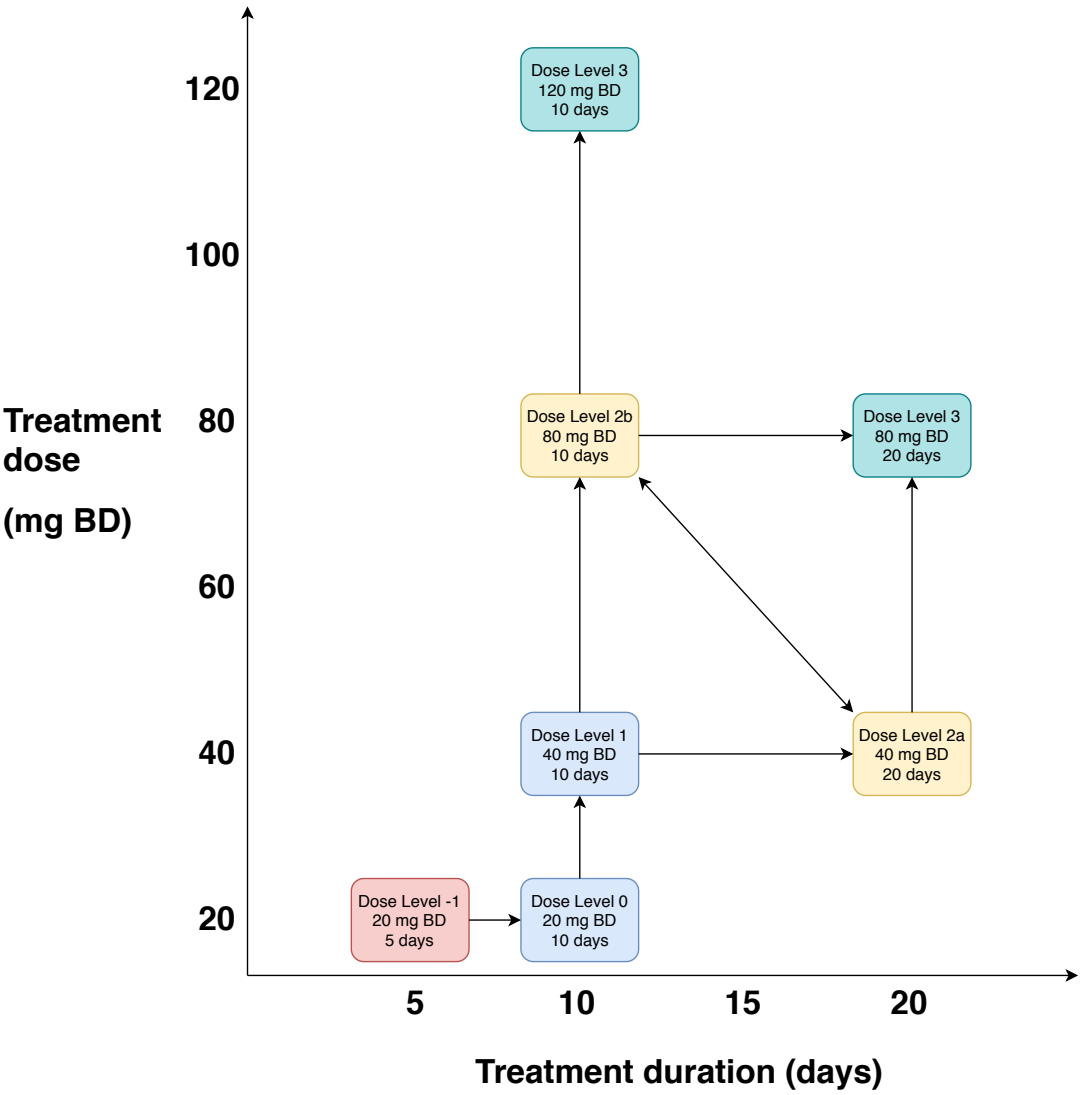 120
Dose Level 3
120 mg BD
10 days
100
Treatment
dose
(mg BD)
80
Dose Level 2b
80 mg BD
10 days
Dose Level 3
80 mg BD
20 days
60
40
Dose Level 1
40 mg BD
10 days
Dose Level 2a
40 mg BD
20 days
20
Dose Level -1
20 mg BD
5 days
Dose Level 0
20 mg BD
10 days
5
10
15
20
Treatment duration (days)